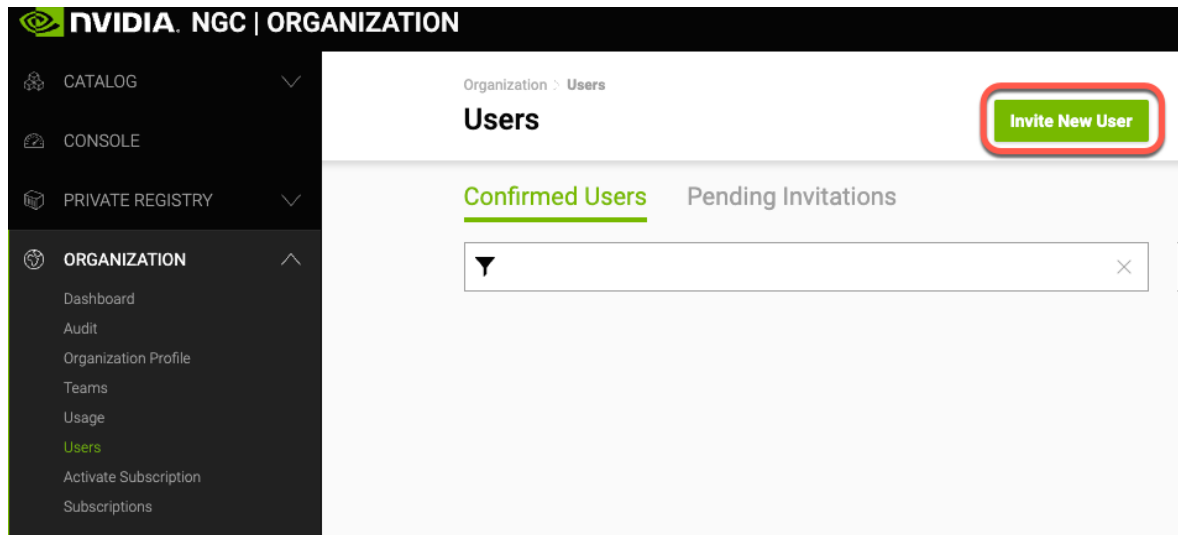 NVIDIA. NGC | ORGANIZATION
CATALOG
CONSOLE
PRIVATE REGISTRY
ORGANIZATION
Dashboard
Audit
Organization Profile
Teams
Usage
Users
Activate Subscription
Subscriptions
Organization > Users
Users
Invite New User
Confirmed Users Pending Invitations